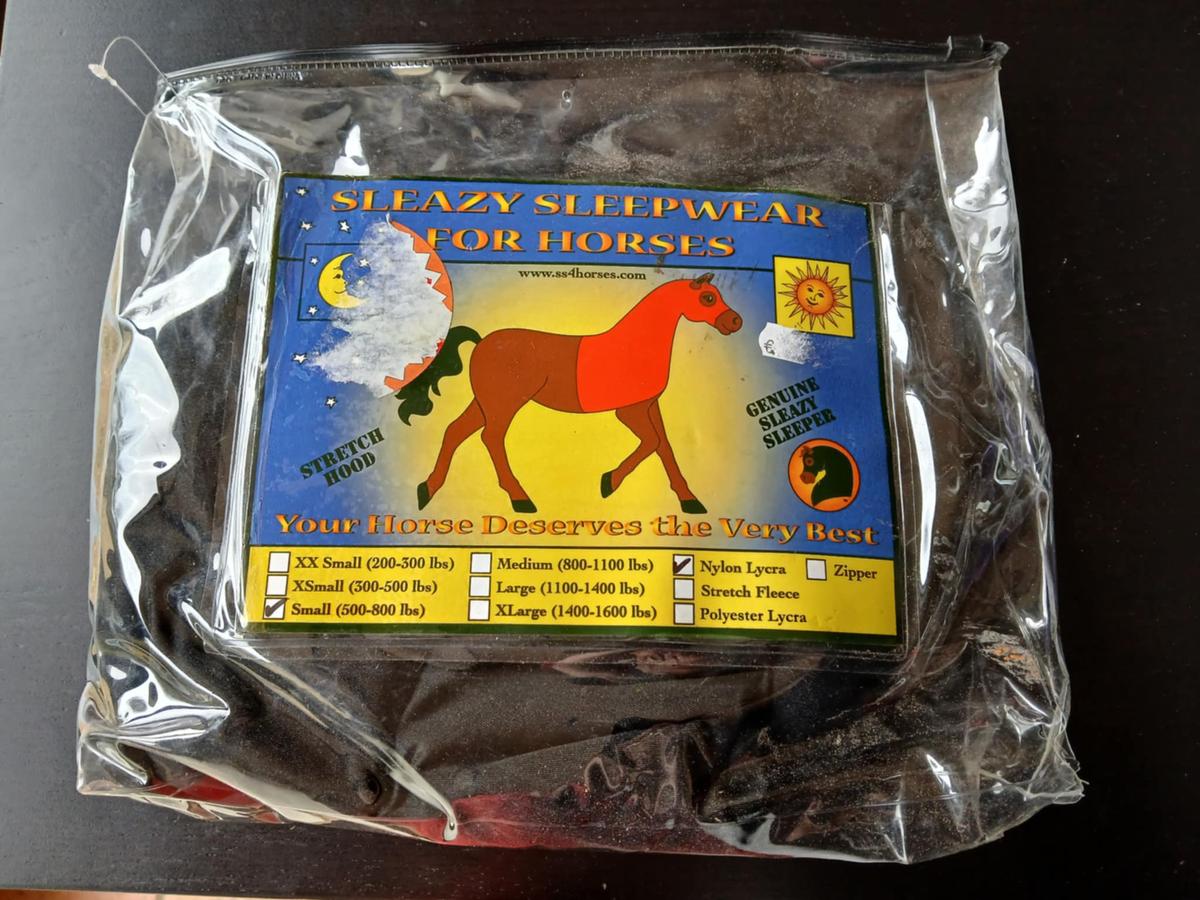 SLEAZY SLEEPWEAR
FOR HORSES
www.ss4horses.com
STRETCH
HOOD
GENUINE
SLEAZY
SLEEPER
Your Horse Deserves the Very Best
XX Small (200-300 lbs)
XSmall (300-500 lbs)
Small (500-800 lbs)
Medium (800-1100 lbs)
Large (1100-1400 lbs)
XLarge (1400-1600 lbs)
Nylon Lycra
Stretch Fleece
Polyester Lycra
Zipper